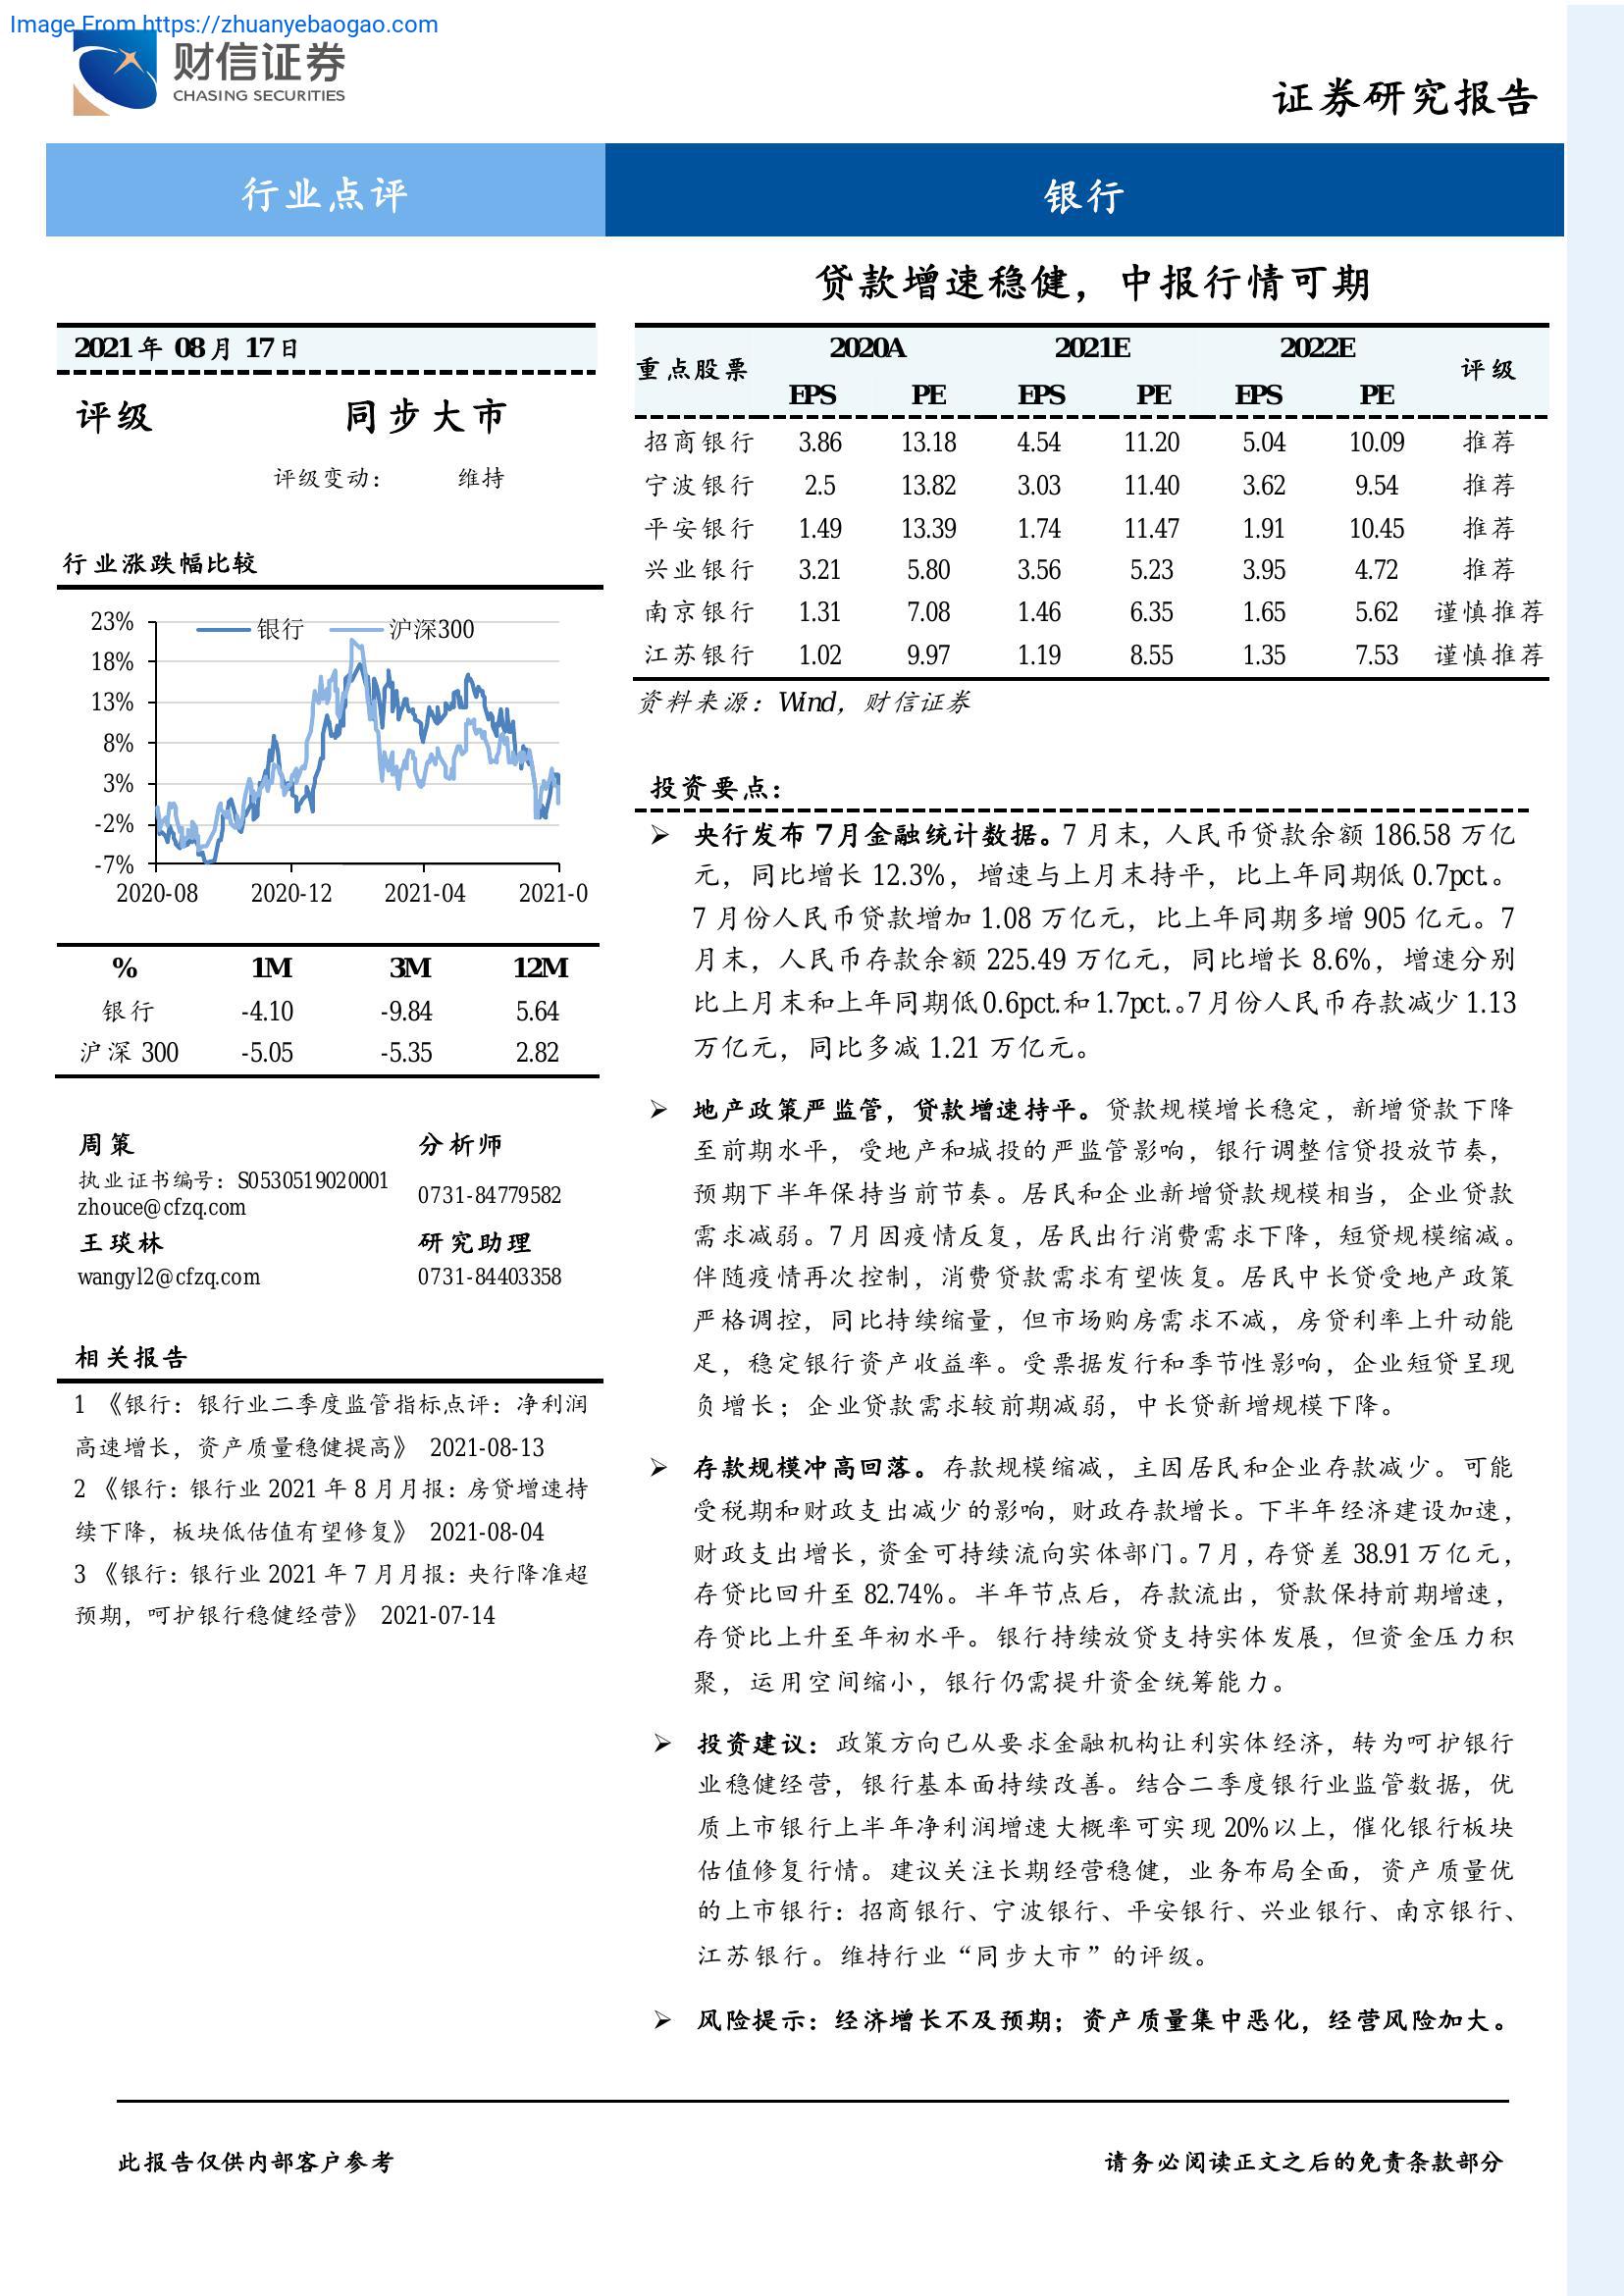 Image From https://zhuanyebaogao.com
财信证券
CHASING SECURITIES
证券研究报告
行业点评
银行
贷款增速稳健，中报行情可期
2021 年 08 月 17 日
评级 同步大市
评级变动： 维持
行业涨跌幅比较
银行 沪深300
23%
18%
13%
8%
3%
-2%
-7%
2020-08 2020-12 2021-04 2021-0
% 1M 3M 12M
银行 -4.10 -9.84 5.64
沪深 300 -5.05 -5.35 2.82
周策 分析师
执业证书编号：S0530519020001
zhouce@cfzq.com 0731-84779582
王琰林 研究助理
wangyl2@cfzq.com 0731-84403358
相关报告
1 《银行：银行业二季度监管指标点评：净利润
高速增长，资产质量稳健提高》 2021-08-13
2 《银行：银行业 2021 年 8 月月报：房贷增速持
续下降，板块低估值有望修复》 2021-08-04
3 《银行：银行业 2021 年 7 月月报：央行降准超
预期，呵护银行稳健经营》 2021-07-14
重点股票 2020A 2021E 2022E 评级
EPS PE EPS PE EPS PE
招商银行 3.86 13.18 4.54 11.20 5.04 10.09 推荐
宁波银行 2.5 13.82 3.03 11.40 3.62 9.54 推荐
平安银行 1.49 13.39 1.74 11.47 1.91 10.45 推荐
兴业银行 3.21 5.80 3.56 5.23 3.95 4.72 推荐
南京银行 1.31 7.08 1.46 6.35 1.65 5.62 谨慎推荐
江苏银行 1.02 9.97 1.19 8.55 1.35 7.53 谨慎推荐
资料来源：Wind，财信证券
投资要点：
➢ 央行发布 7 月金融统计数据。7 月末，人民币贷款余额 186.58 万亿
元，同比增长 12.3%，增速与上月末持平，比上年同期低 0.7pct.。
7 月份人民币贷款增加 1.08 万亿元，比上年同期多增 905 亿元。7
月末，人民币存款余额 225.49 万亿元，同比增长 8.6%，增速分别
比上月末和上年同期低 0.6pct.和 1.7pct.。7 月份人民币存款减少 1.13
万亿元，同比多减 1.21 万亿元。
➢ 地产政策严监管，贷款增速持平。贷款规模增长稳定，新增贷款下降
至前期水平，受地产和城投的严监管影响，银行调整信贷投放节奏，
预期下半年保持当前节奏。居民和企业新增贷款规模相当，企业贷款
需求减弱。7 月因疫情反复，居民出行消费需求下降，短贷规模缩减。
伴随疫情再次控制，消费贷款需求有望恢复。居民中长贷受地产政策
严格调控，同比持续缩量，但市场购房需求不减，房贷利率上升动能
足，稳定银行资产收益率。受票据发行和季节性影响，企业短贷呈现
负增长；企业贷款需求较前期减弱，中长贷新增规模下降。
➢ 存款规模冲高回落。存款规模缩减，主因居民和企业存款减少。可能
受税期和财政支出减少的影响，财政存款增长。下半年经济建设加速，
财政支出增长，资金可持续流向实体部门。7 月，存贷差 38.91 万亿元，
存贷比回升至 82.74%。半年节点后，存款流出，贷款保持前期增速，
存贷比上升至年初水平。银行持续放贷支持实体发展，但资金压力积
聚，运用空间缩小，银行仍需提升资金统筹能力。
➢ 投资建议：政策方向已从要求金融机构让利实体经济，转为呵护银行
业稳健经营，银行基本面持续改善。结合二季度银行业监管数据，优
质上市银行上半年净利润增速大概率可实现 20%以上，催化银行板块
估值修复行情。建议关注长期经营稳健，业务布局全面，资产质量优
的上市银行：招商银行、宁波银行、平安银行、兴业银行、南京银行、
江苏银行。维持行业“同步大市”的评级。
➢ 风险提示：经济增长不及预期；资产质量集中恶化，经营风险加大。
此报告仅供内部客户参考
请务必阅读正文之后的免责条款部分